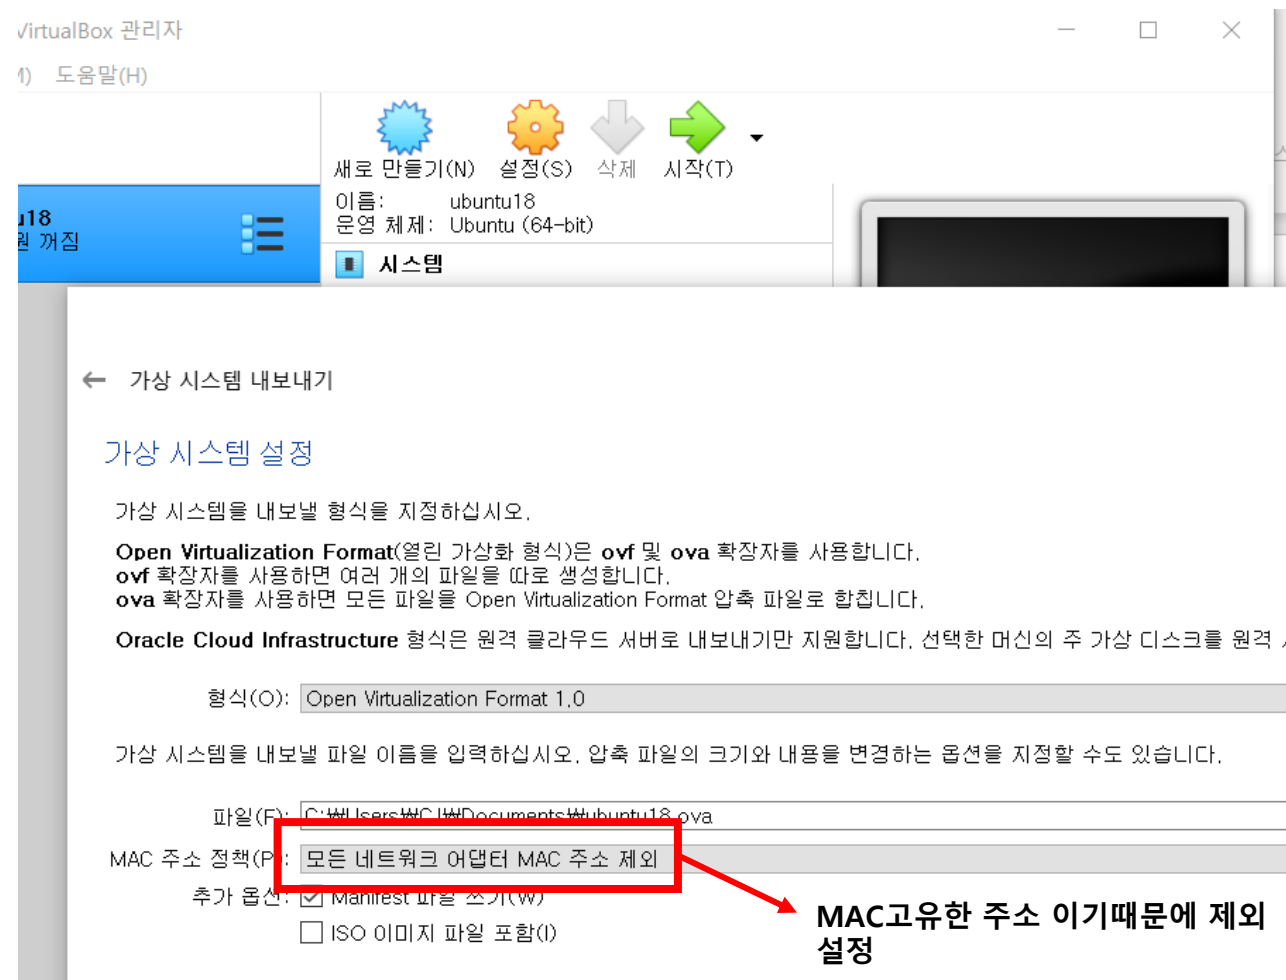 VirtualBox 관리자
도움말(H)
새로 만들기(N) 설정(S) 삭제 시작(T)
이름: ubuntu18
운영 체제: Ubuntu (64-bit)
u18
원 꺼짐
시스템
← 가상 시스템 내보내기
가상 시스템 설정
가상 시스템을 내보낼 형식을 지정하십시오.
Open Virtualization Format(열린 가상화 형식)은 ovf 및 ova 확장자를 사용합니다.
ovf 확장자를 사용하면 여러 개의 파일을 따로 생성합니다.
ova 확장자를 사용하면 모든 파일을 Open Virtualization Format 압축 파일로 합칩니다.
Oracle Cloud Infrastructure 형식은 원격 클라우드 서버로 내보내기만 지원합니다. 선택한 머신의 주 가상 디스크를 원격
형식(O): Open Virtualization Format 1.0
가상 시스템을 내보낼 파일 이름을 입력하십시오. 압축 파일의 크기와 내용을 변경하는 옵션을 지정할 수도 있습니다.
파일(F): C:₩Users₩CJ₩Documents₩ubuntu18.ova
MAC 주소 정책(P): 모든 네트워크 어댑터 MAC 주소 제외
추가 옵션: Manifest 파일 쓰기(W)
ISO 이미지 파일 포함(I)
MAC고유한 주소 이기때문에 제외
설정